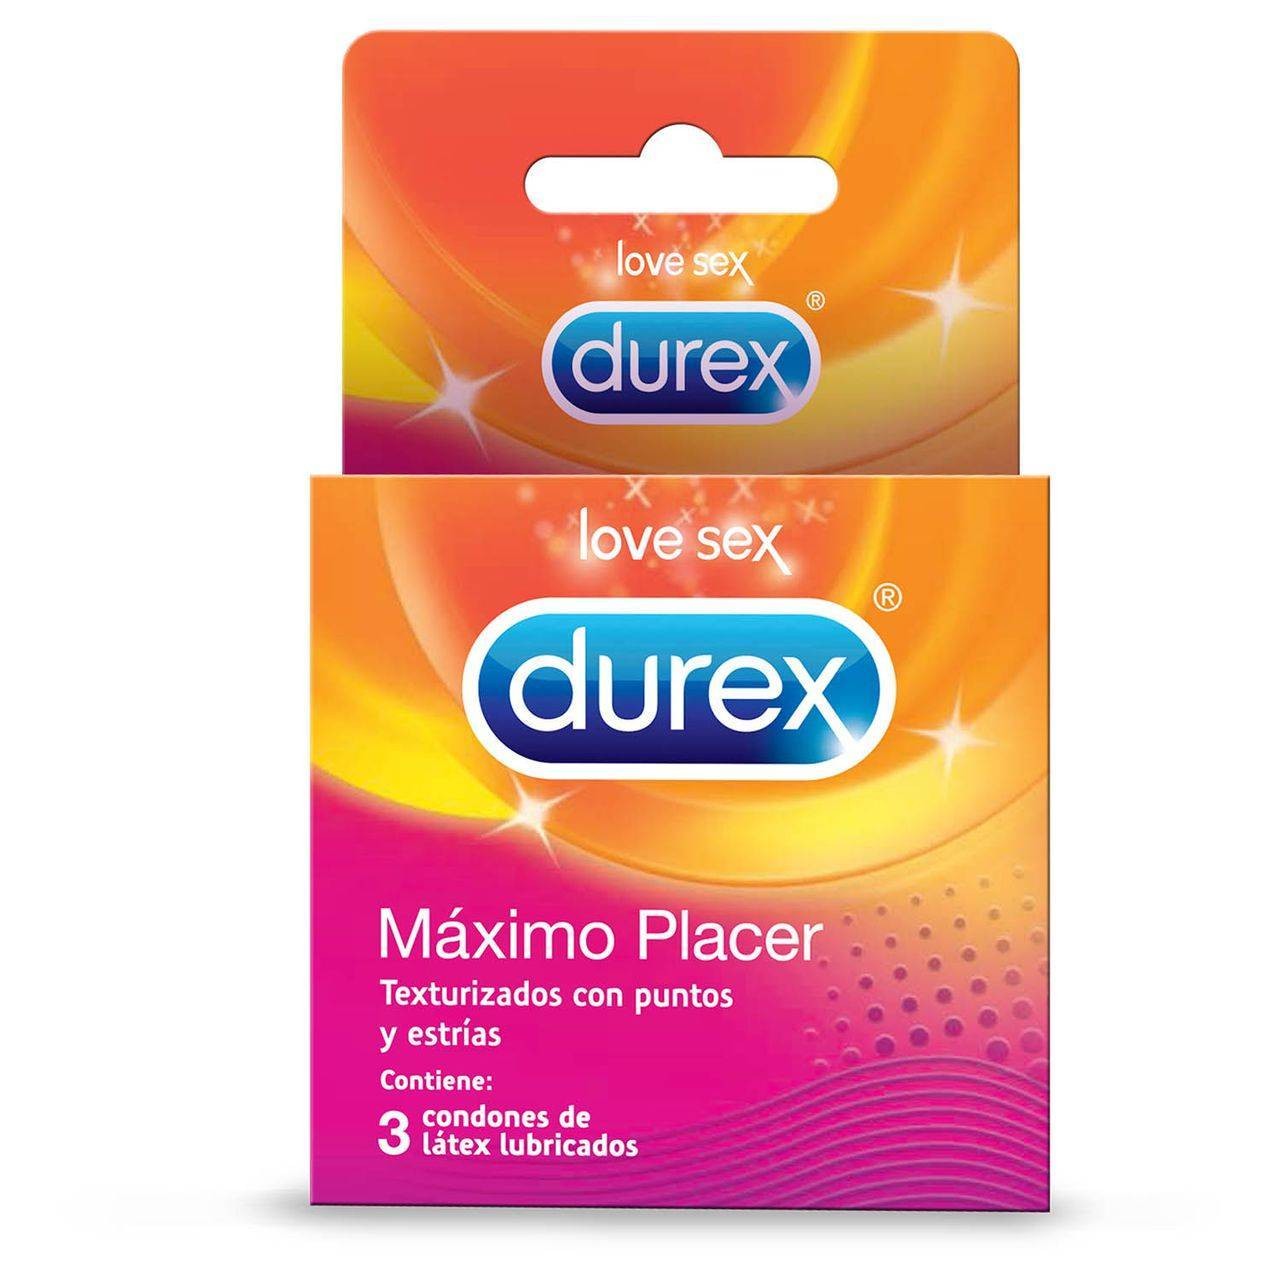 love sex
durex®
love sex
durex®
Máximo Placer
Texturizados con puntos
y estrías
Contiene:
3 condones de
látex lubricados